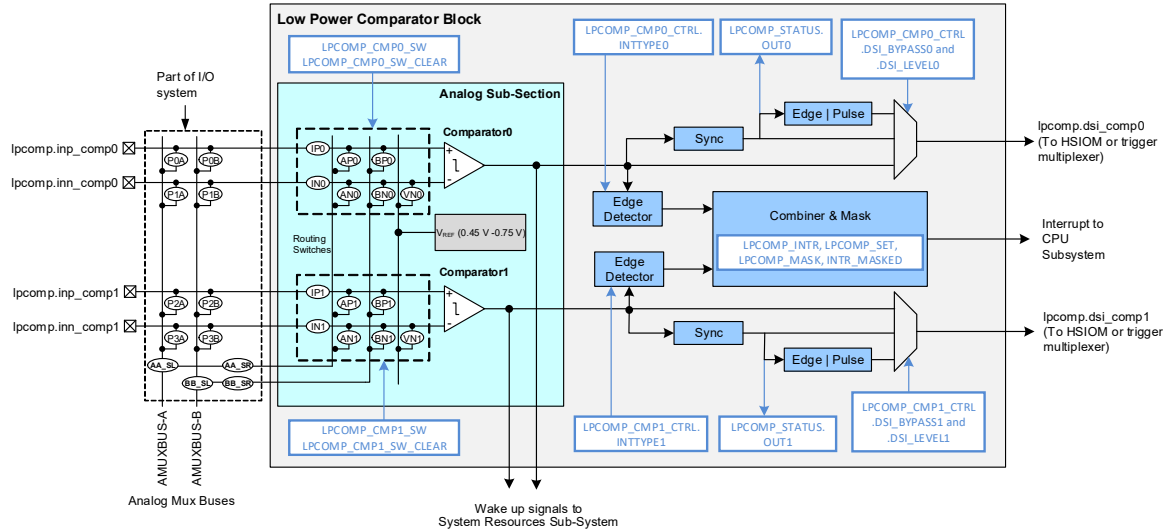 Low Power Comparator Block
LPCOMP_CMP0_SW
LPCOMP_CMP0_SW_CLEAR
LPCOMP_CMP0_CTRL.
INTTYPE0
LPCOMP_STATUS.
OUT0
LPCOMP_CMP0_CTRL
.DSI_BYPASS0 and
.DSI_LEVEL0
Part of I/O
system
Analog Sub-Section
Comparator0
Edge | Pulse
Sync
lpcomp.inp_comp0
lpcomp.inn_comp0
P0A
P0B
P1A
P1B
IP0
AP0
BP0
IN0
AN0
BN0
VN0
+
-
lpcomp.dsi_comp0
(To HSIOM or trigger
multiplexer)
Edge
Detector
Combiner & Mask
LPCOMP_INTR, LPCOMP_SET,
LPCOMP_MASK, INTR_MASKED
Interrupt to
CPU
Subsystem
VREF (0.45 V -0.75 V)
Routing
Switches
Comparator1
Edge
Detector
lpcomp.inp_comp1
lpcomp.inn_comp1
P2A
P2B
P3A
P3B
IP1
AP1
BP1
IN1
AN1
BN1
VN1
+
-
Sync
Edge | Pulse
lpcomp.dsi_comp1
(To HSIOM or trigger
multiplexer)
AA_SL
AA_SR
BB_SL
BB_SR
AMUXBUS-A
AMUXBUS-B
Analog Mux Buses
LPCOMP_CMP1_SW
LPCOMP_CMP1_SW_CLEAR
LPCOMP_CMP1_CTRL.
INTTYPE1
LPCOMP_STATUS.
OUT1
LPCOMP_CMP1_CTRL
.DSI_BYPASS1 and
.DSI_LEVEL1
Wake up signals to
System Resources Sub-System